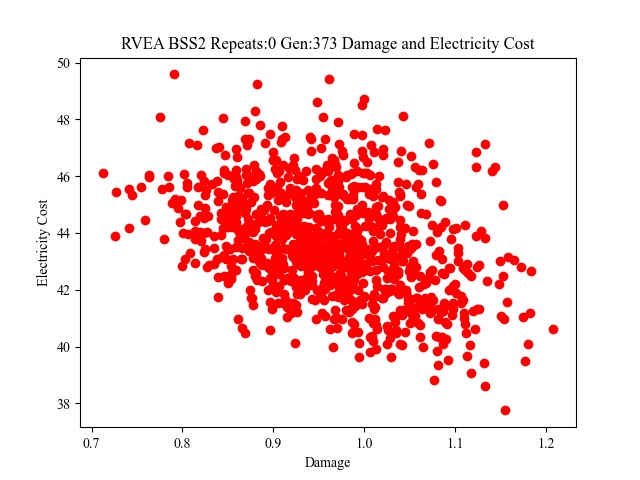 RVEA BSS2 Repeats:0 Gen:373 Damage and Electricity Cost
50
48
46
44
42
40
38
Electricity Cost
0.7 0.8 0.9 1.0 1.1 1.2
Damage